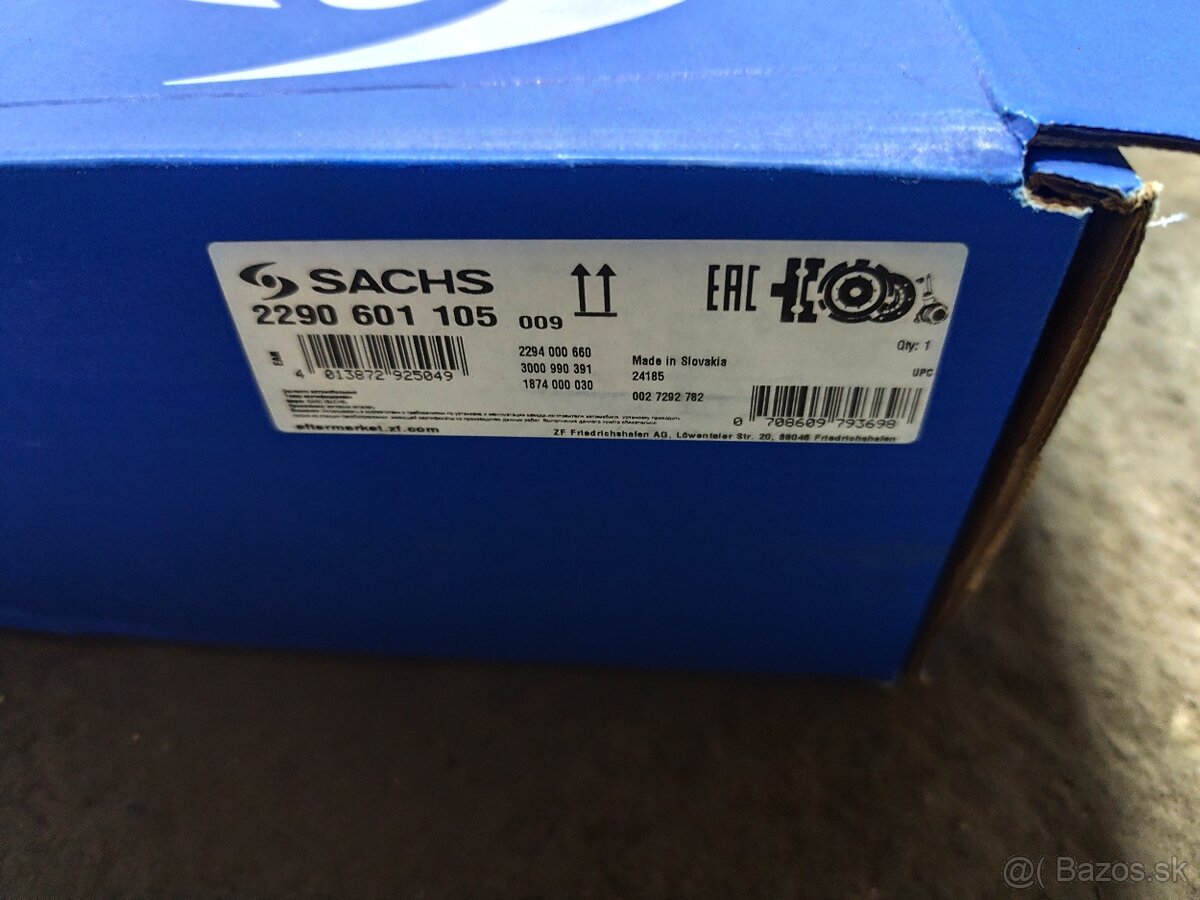 SACHS
2290 601 105 009
EAC
EAN
4 013872 925049
2294 000 660
3000 990 391
1874 000 030
Made in Slovakia
24185
002 7292 782
Qty: 1
UPC
0 708609 793698
aftermarket.zf.com
ZF Friedrichshafen AG, Löwentaler Str. 20, 88046 Friedrichshafen
@( Bazos.sk